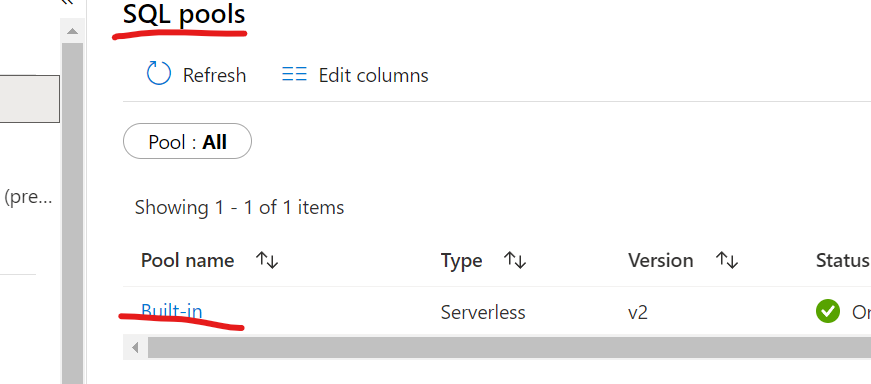 SQL pools
Refresh Edit columns
Pool : All
(pre...
Showing 1 - 1 of 1 items
Pool name Type Version Status
Built-in Serverless v2